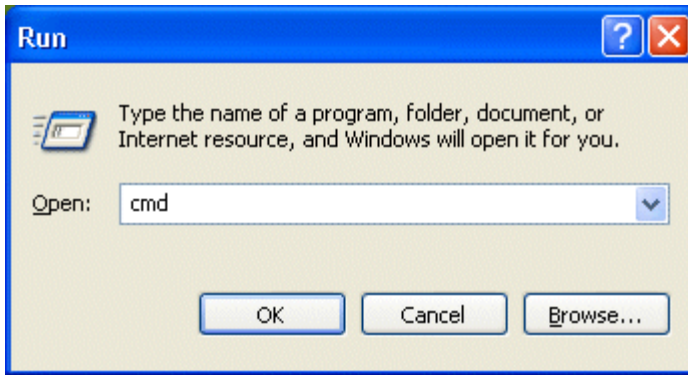 Run
Type the name of a program, folder, document, or
Internet resource, and Windows will open it for you.
Open: cmd
OK Cancel Browse...